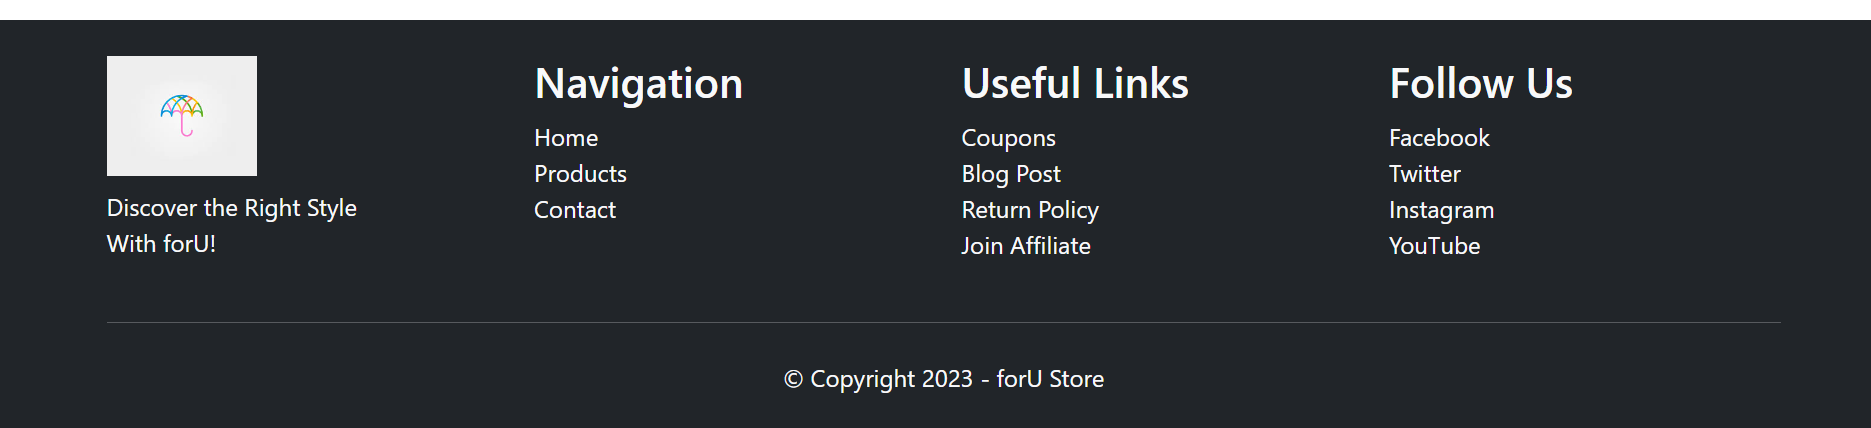 Discover the Right Style
With forU!
Navigation
Home
Products
Contact
Useful Links
Coupons
Blog Post
Return Policy
Join Affiliate
Follow Us
Facebook
Twitter
Instagram
YouTube
© Copyright 2023 - forU Store